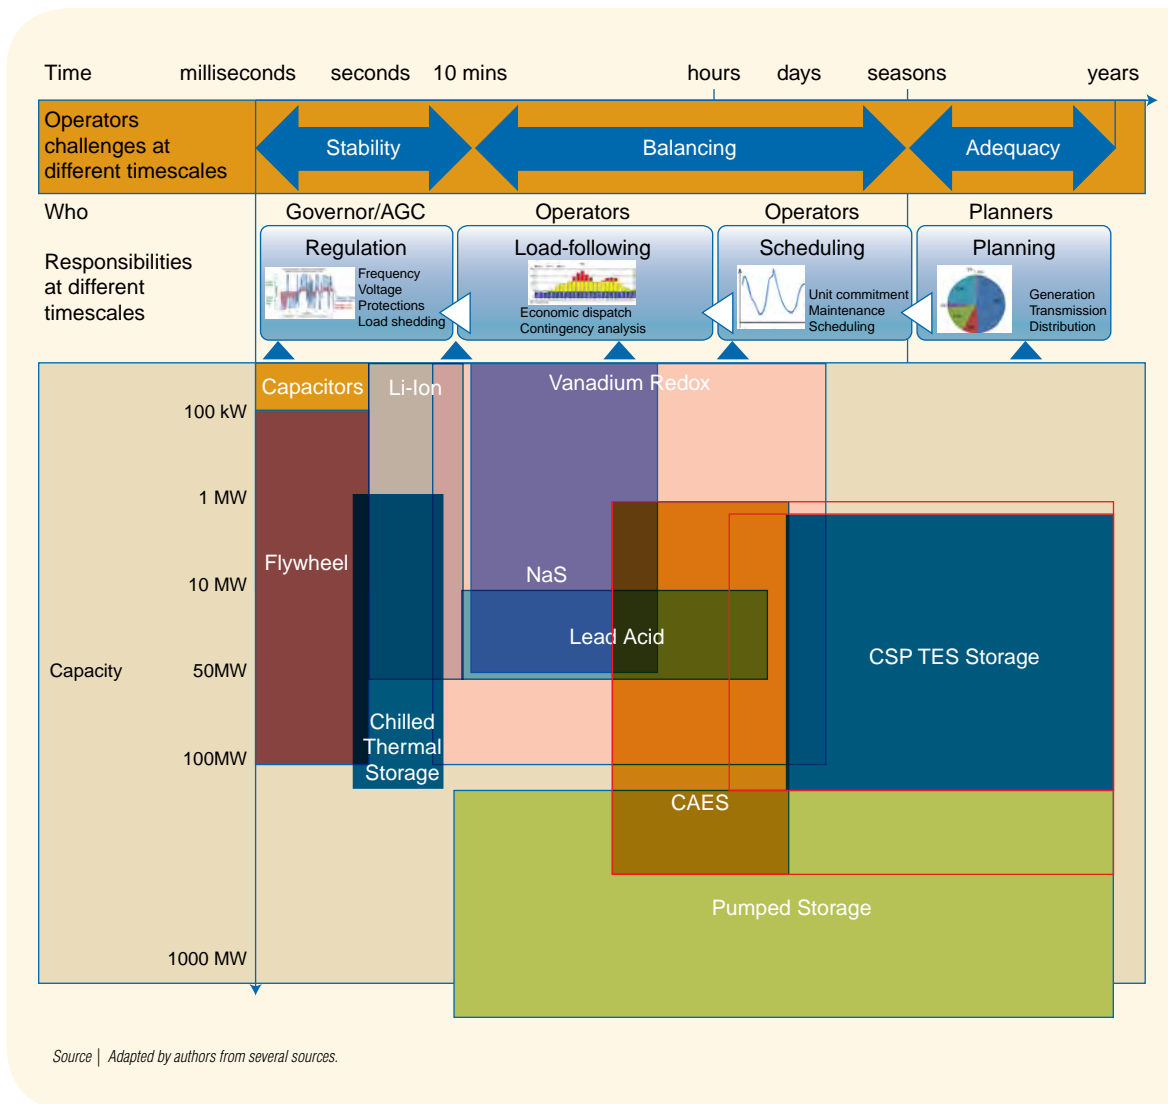 Time milliseconds seconds 10 mins hours days seasons years
Operators
challenges at
different timescales
Stability Balancing Adequacy
Who Governor/AGC Operators Operators Planners
Responsibilities
at different
timescales
Regulation
Frequency
Voltage
Protections
Load shedding
Load-following
Economic dispatch
Contingency analysis
Scheduling
Unit commitment
Maintenance
Scheduling
Planning
Generation
Transmission
Distribution
Capacitors Li-Ion Vanadium Redox
100 kW
1 MW
Flywheel
NaS
10 MW
Lead Acid
CSP TES Storage
Capacity 50MW
Chilled
Thermal
Storage
100MW
CAES
Pumped Storage
1000 MW
Source | Adapted by authors from several sources.